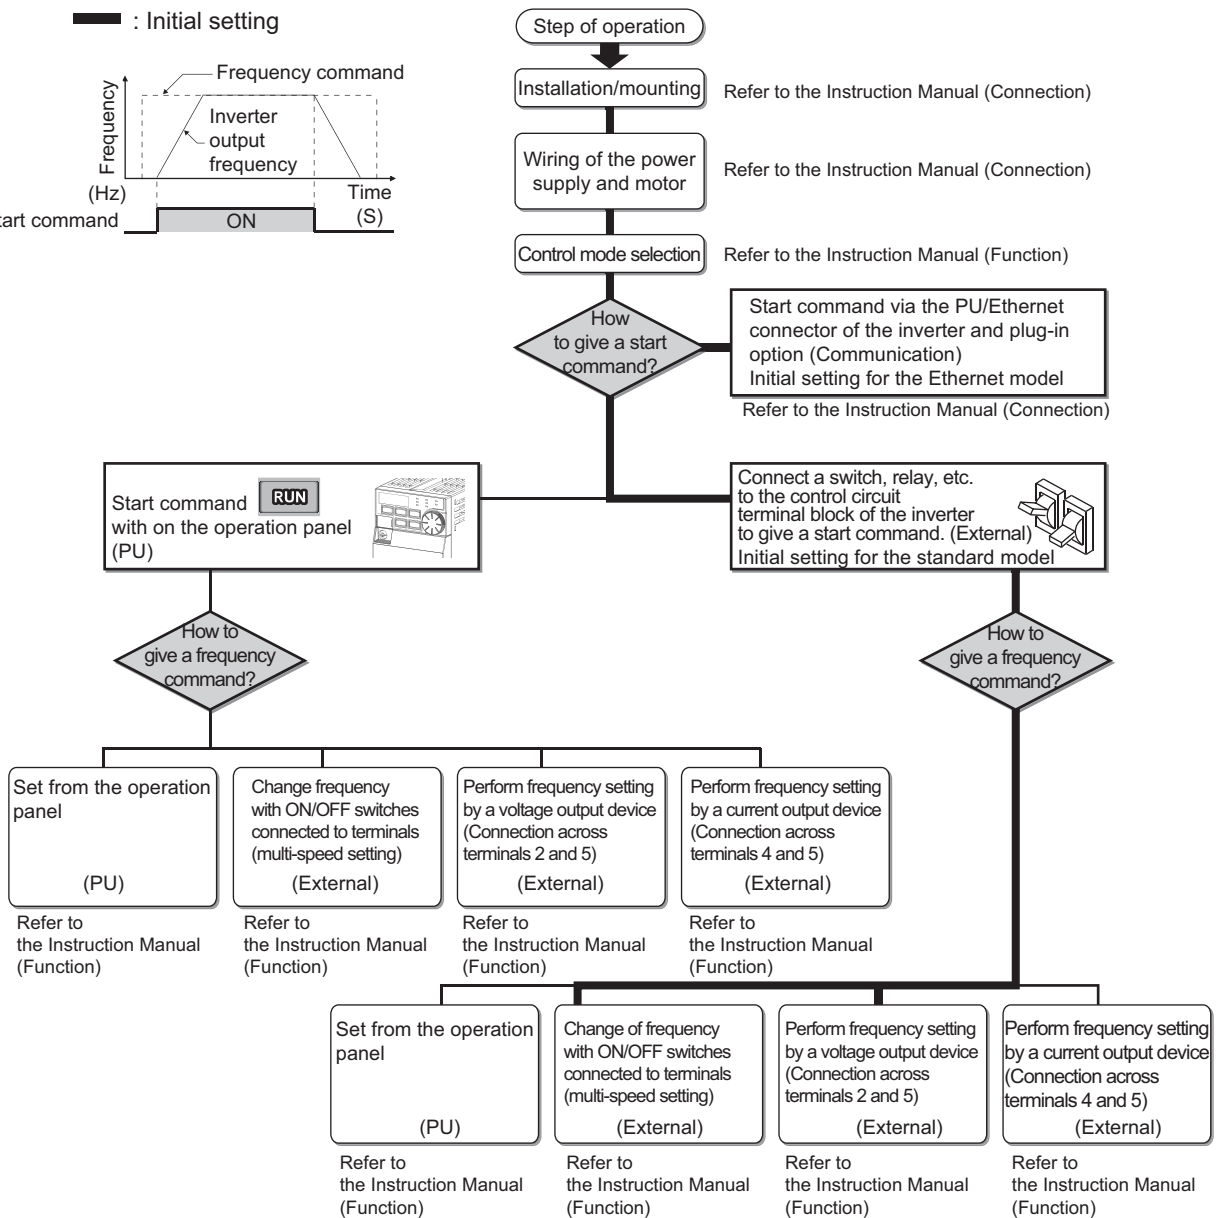 : Initial setting
Step of operation
Frequency command
Frequency
Inverter
output
frequency
(Hz)
Time
(S)
tart command
ON
Installation/mounting
Refer to the Instruction Manual (Connection)
Wiring of the power
supply and motor
Refer to the Instruction Manual (Connection)
Control mode selection
Refer to the Instruction Manual (Function)
How
to give a start
command?
Start command via the PU/Ethernet
connector of the inverter and plug-in
option (Communication)
Initial setting for the Ethernet model
Refer to the Instruction Manual (Connection)
Start command RUN
with on the operation panel
(PU)
Connect a switch, relay, etc.
to the control circuit
terminal block of the inverter
to give a start command. (External)
Initial setting for the standard model
How to
give a frequency
command?
How to
give a frequency
command?
Set from the operation
panel
(PU)
Refer to
the Instruction Manual
(Function)
Change frequency
with ON/OFF switches
connected to terminals
(multi-speed setting)
(External)
Refer to
the Instruction Manual
(Function)
Perform frequency setting
by a voltage output device
(Connection across
terminals 2 and 5)
(External)
Refer to
the Instruction Manual
(Function)
Perform frequency setting
by a current output device
(Connection across
terminals 4 and 5)
(External)
Refer to
the Instruction Manual
(Function)
Set from the operation
panel
(PU)
Refer to
the Instruction Manual
(Function)
Change of frequency
with ON/OFF switches
connected to terminals
(multi-speed setting)
(External)
Refer to
the Instruction Manual
(Function)
Perform frequency setting
by a voltage output device
(Connection across
terminals 2 and 5)
(External)
Refer to
the Instruction Manual
(Function)
Perform frequency setting
by a current output device
(Connection across
terminals 4 and 5)
(External)
Refer to
the Instruction Manual
(Function)